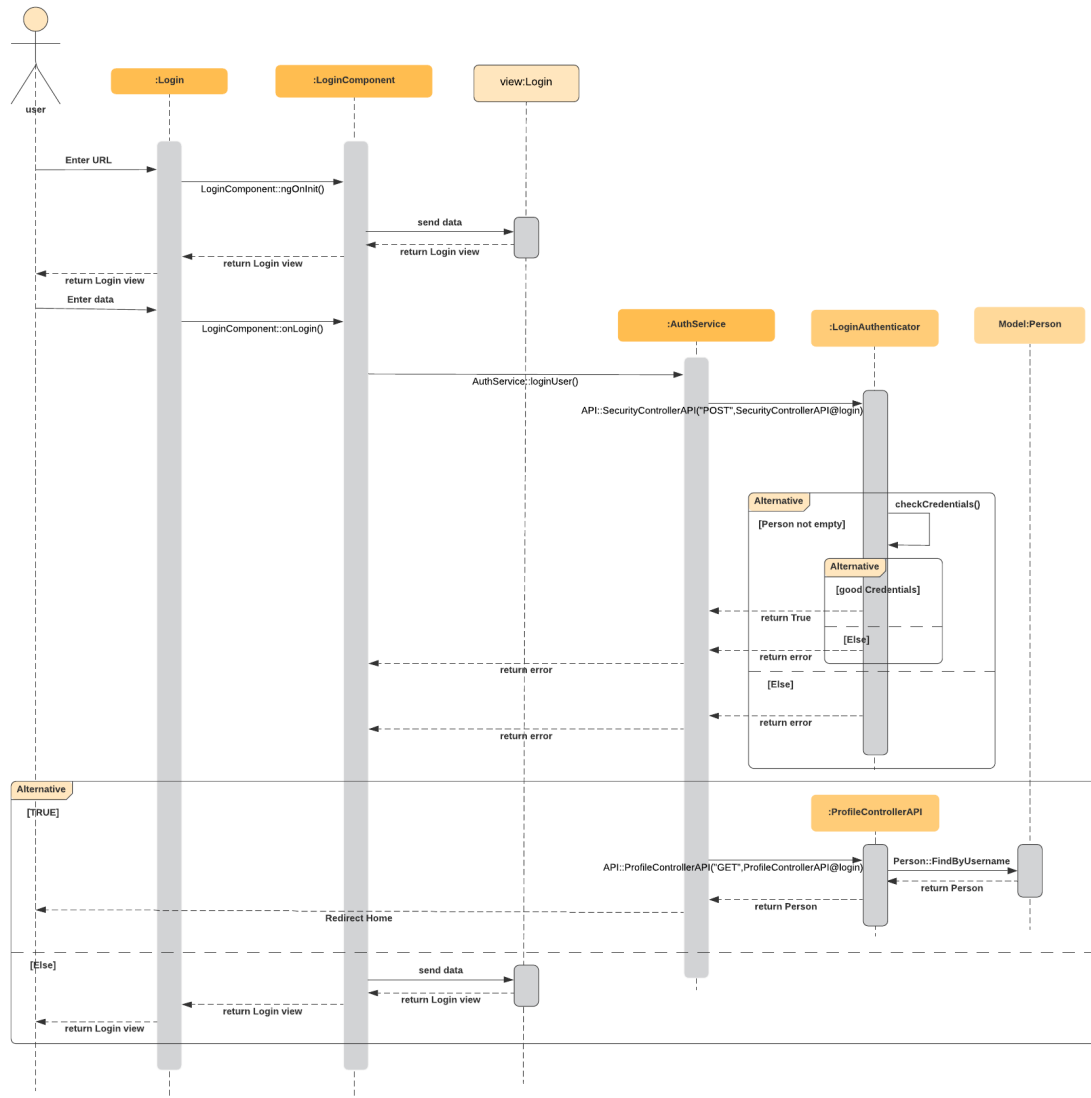 user
:Login
:LoginComponent
view:Login
Enter URL
LoginComponent::ngOnInit()
send data
return Login view
return Login view
return Login view
Enter data
LoginComponent::onLogin()
:AuthService
:LoginAuthenticator
Model:Person
AuthService::loginUser()
API::SecurityControllerAPI("POST",SecurityControllerAPI@login)
Alternative
checkCredentials()
[Person not empty]
Alternative
[good Credentials]
return True
[Else]
return error
return error
[Else]
return error
return error
Alternative
[TRUE]
:ProfileControllerAPI
Person::FindByUsername
API::ProfileControllerAPI("GET",ProfileControllerAPI@login)
return Person
return Person
Redirect Home
[Else]
send data
return Login view
return Login view
return Login view